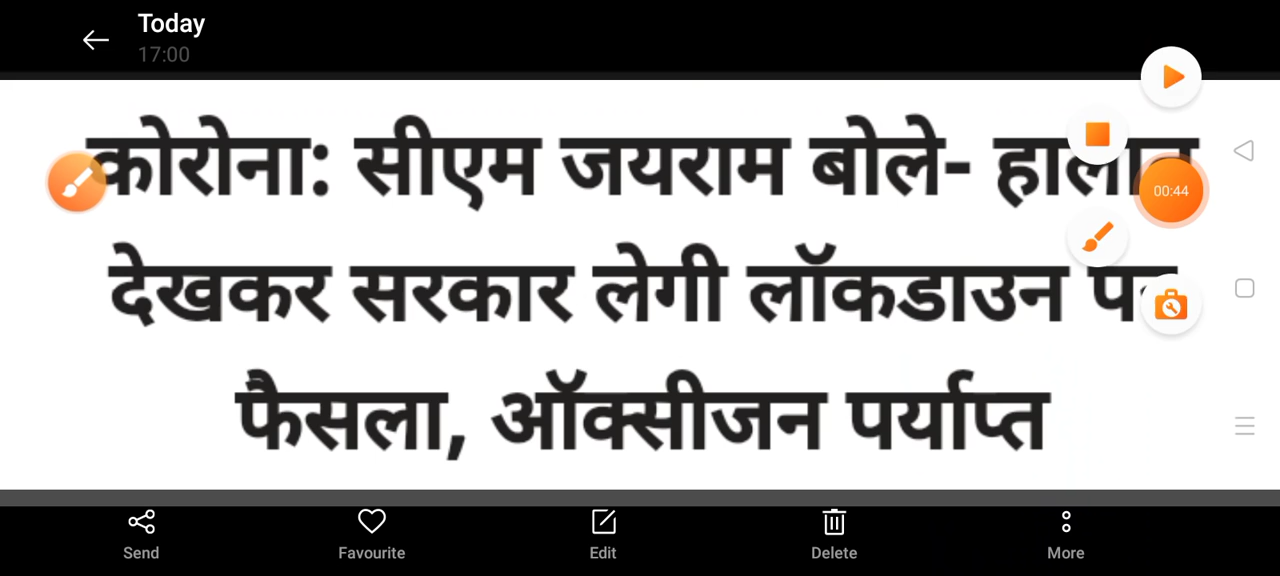 Today
17:00
कोरोना: सीएम जयराम बोले- हालात
00:44
देखकर सरकार लेगी लॉकडाउन
फैसला, ऑक्सीजन पर्याप्त
Send Favourite Edit Delete More